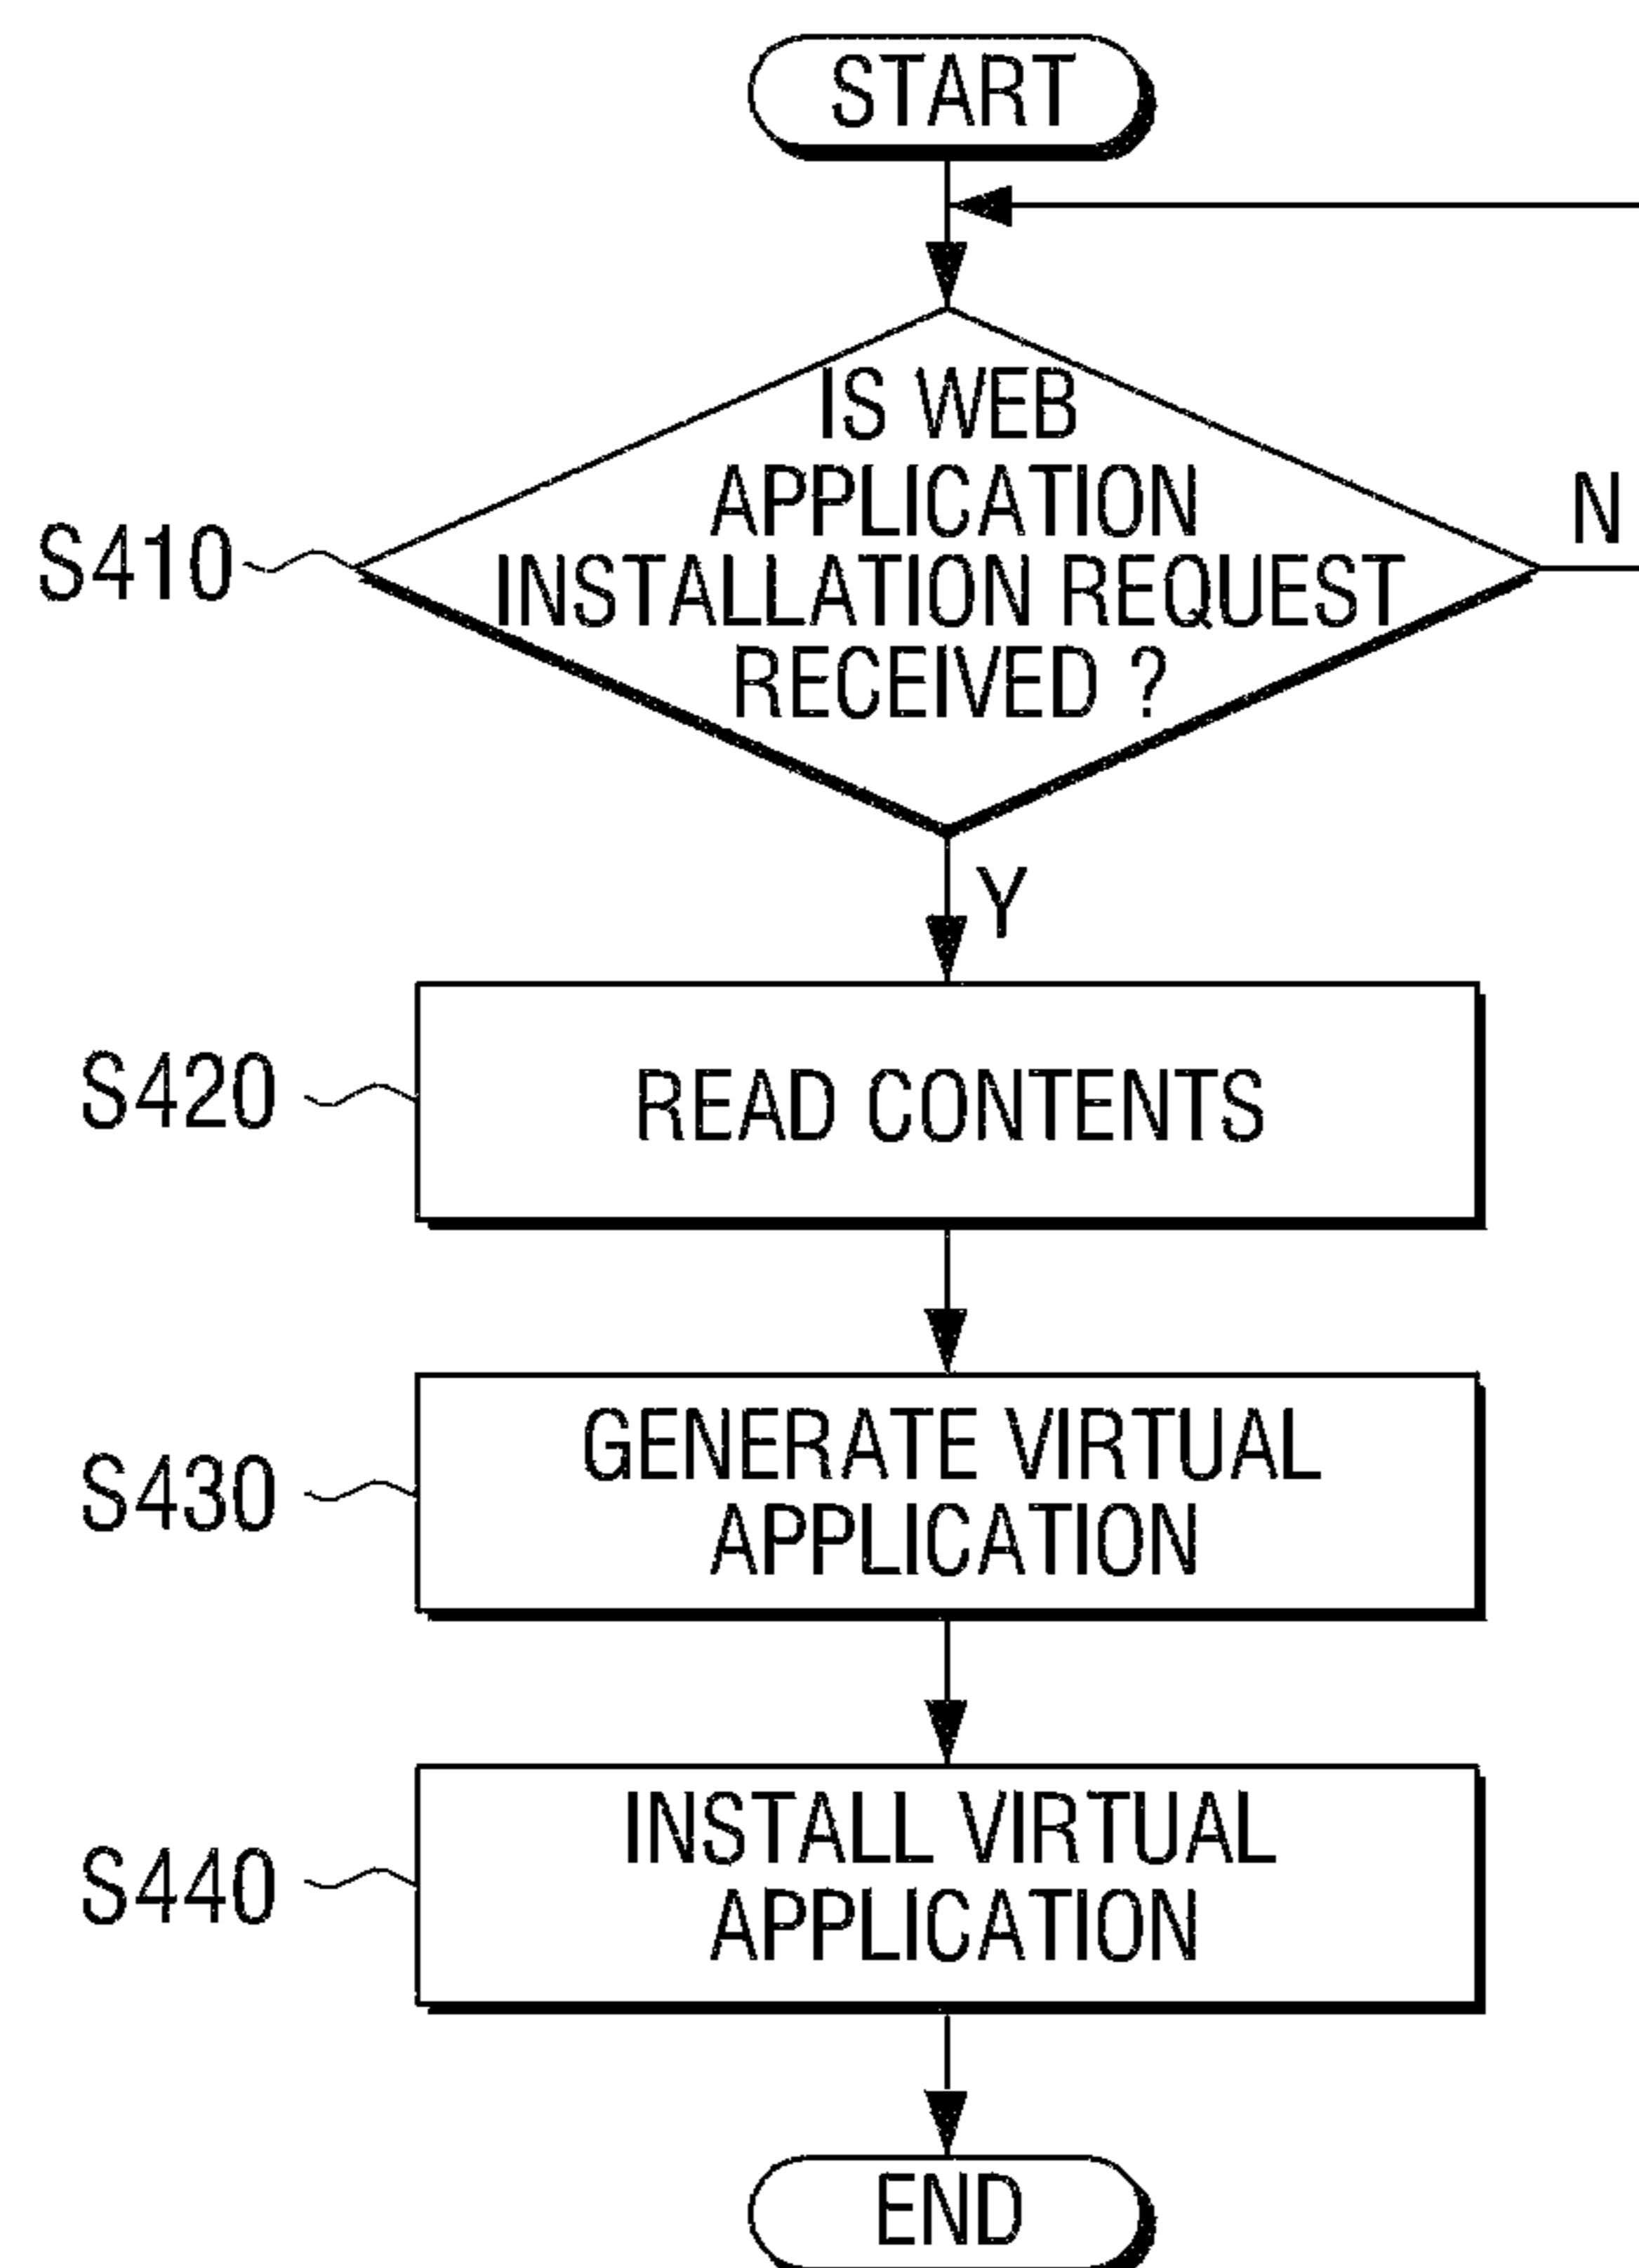 START
IS WEB
APPLICATION
INSTALLATION REQUEST
RECEIVED ?
S410
N
Y
S420
READ CONTENTS
S430
GENERATE VIRTUAL
APPLICATION
S440
INSTALL VIRTUAL
APPLICATION
END